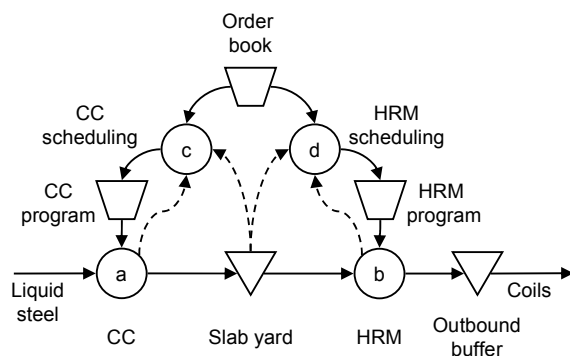 Order
book
CC
scheduling
HRM
scheduling
c
d
CC
program
HRM
program
a
b
Liquid
steel
Coils
CC
Slab yard
HRM
Outbound
buffer